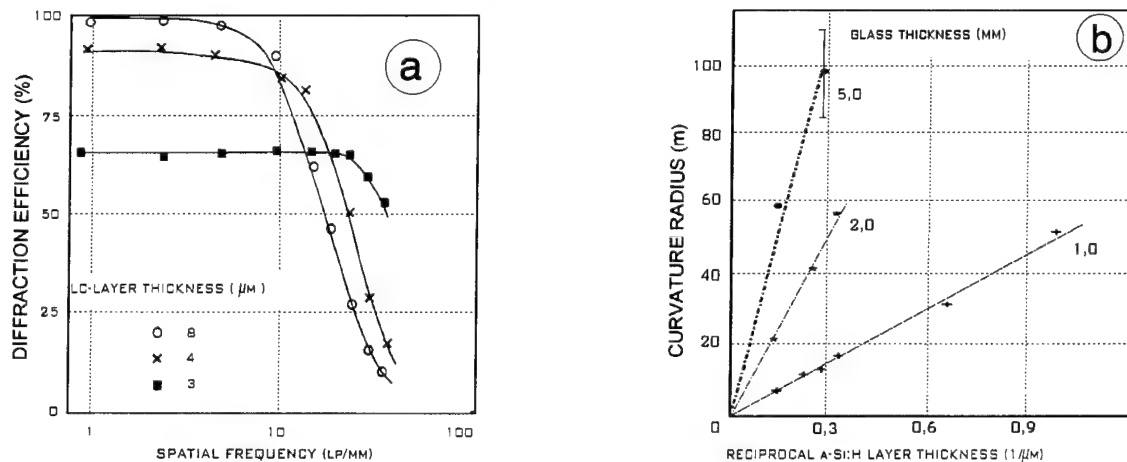 a
DIFFRACTION EFFICIENCY (%)
100
75
50
25
0
LC-LAYER THICKNESS (μM)
8
4
3
1
10
100
SPATIAL FREQUENCY (LP/MM)
b
CURVATURE RADIUS (m)
GLASS THICKNESS (MM)
100
80
60
40
20
5,0
2,0
1,0
0
0,3
0,6
0,9
RECIPROCAL A-SI:H LAYER THICKNESS (1/μM)